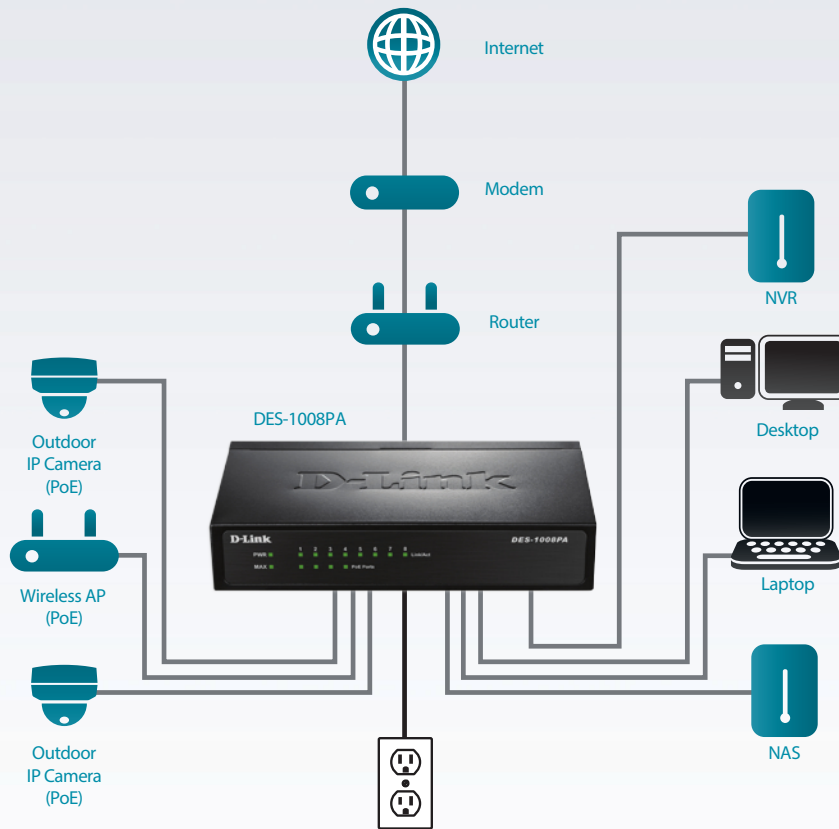 Internet
Modem
Router
NVR
Desktop
Laptop
NAS
DES-1008PA
Outdoor
IP Camera
(PoE)
Wireless AP
(PoE)
Outdoor
IP Camera
(PoE)
D-Link
D-Link
DES-1008PA
PWR 1 2 3 4 5 6 7 8 Link/Act
MAX PoE Ports